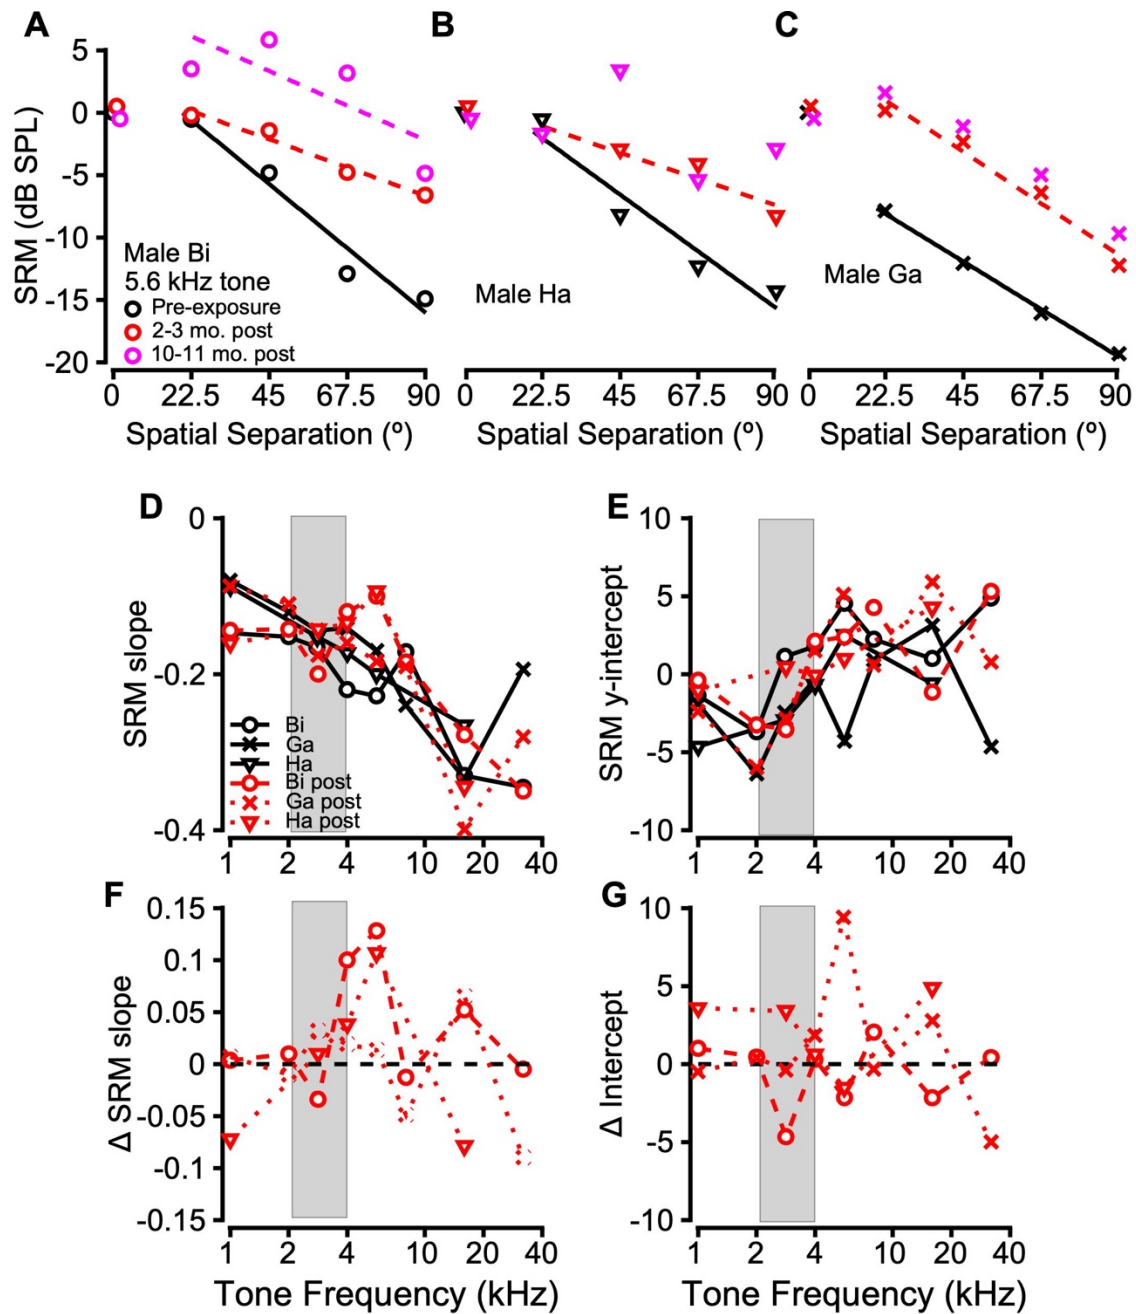 A
B
C
SRM (dB SPL)
5
0
-5
-10
-15
-20
Male Bi
5.6 kHz tone
Pre-exposure
2-3 mo. post
10-11 mo. post
Male Ha
Male Ga
0 22.5 45 67.5 90
0 22.5 45 67.5 90
0 22.5 45 67.5 90
Spatial Separation (º)
Spatial Separation (º)
Spatial Separation (º)
D
SRM slope
0
-0.2
-0.4
Bi
Ga
Ha
Bi post
Ga post
Ha post
1 2 4 10 20 40
E
SRM y-intercept
10
5
0
-5
-10
1 2 4 10 20 40
F
Δ SRM slope
0.15
0.1
0.05
0
-0.05
-0.1
-0.15
1 2 4 10 20 40
Tone Frequency (kHz)
G
Δ Intercept
10
5
0
-5
-10
1 2 4 10 20 40
Tone Frequency (kHz)